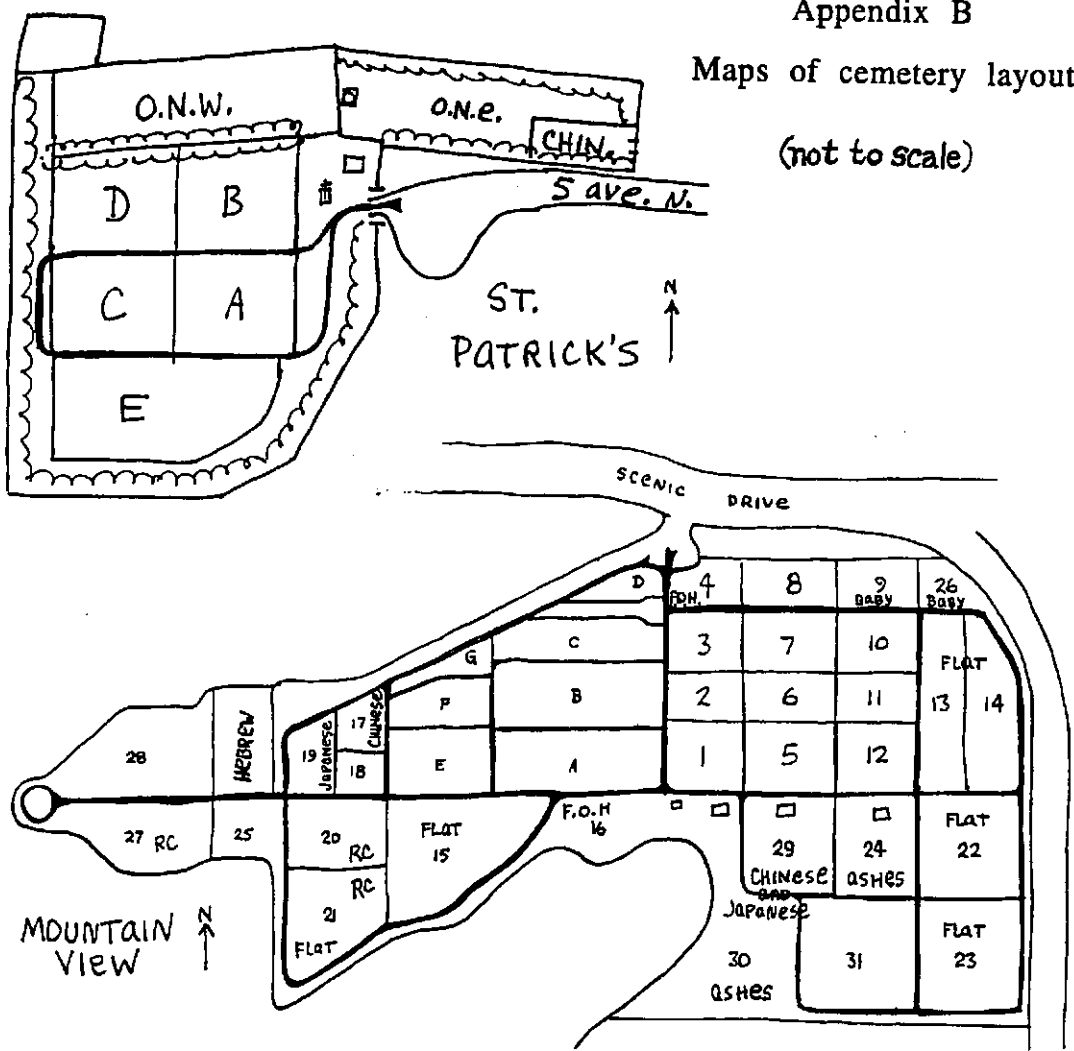 Appendix B
Maps of cemetery layout
(not to scale)
O.N.W.
O.N.e.
CHIN.
5 ave. N.
D
B
C
A
E
ST.
PATRICK'S
N
SCENIC DRIVE
D
F.O.H.
4
8
9
BABY
26
BABY
C
3
7
10
FLAT
13
14
G
F
B
2
6
11
E
A
1
5
12
28
HEBREW
19
JAPANESE
17
CHINESE
18
27 RC
25
20
RC
FLAT
15
F.O.H
16
RC
21
FLAT
29
CHINESE
AND
JAPANESE
24
ASHES
FLAT
22
30
ASHES
31
FLAT
23
MOUNTAIN
VIEW
N